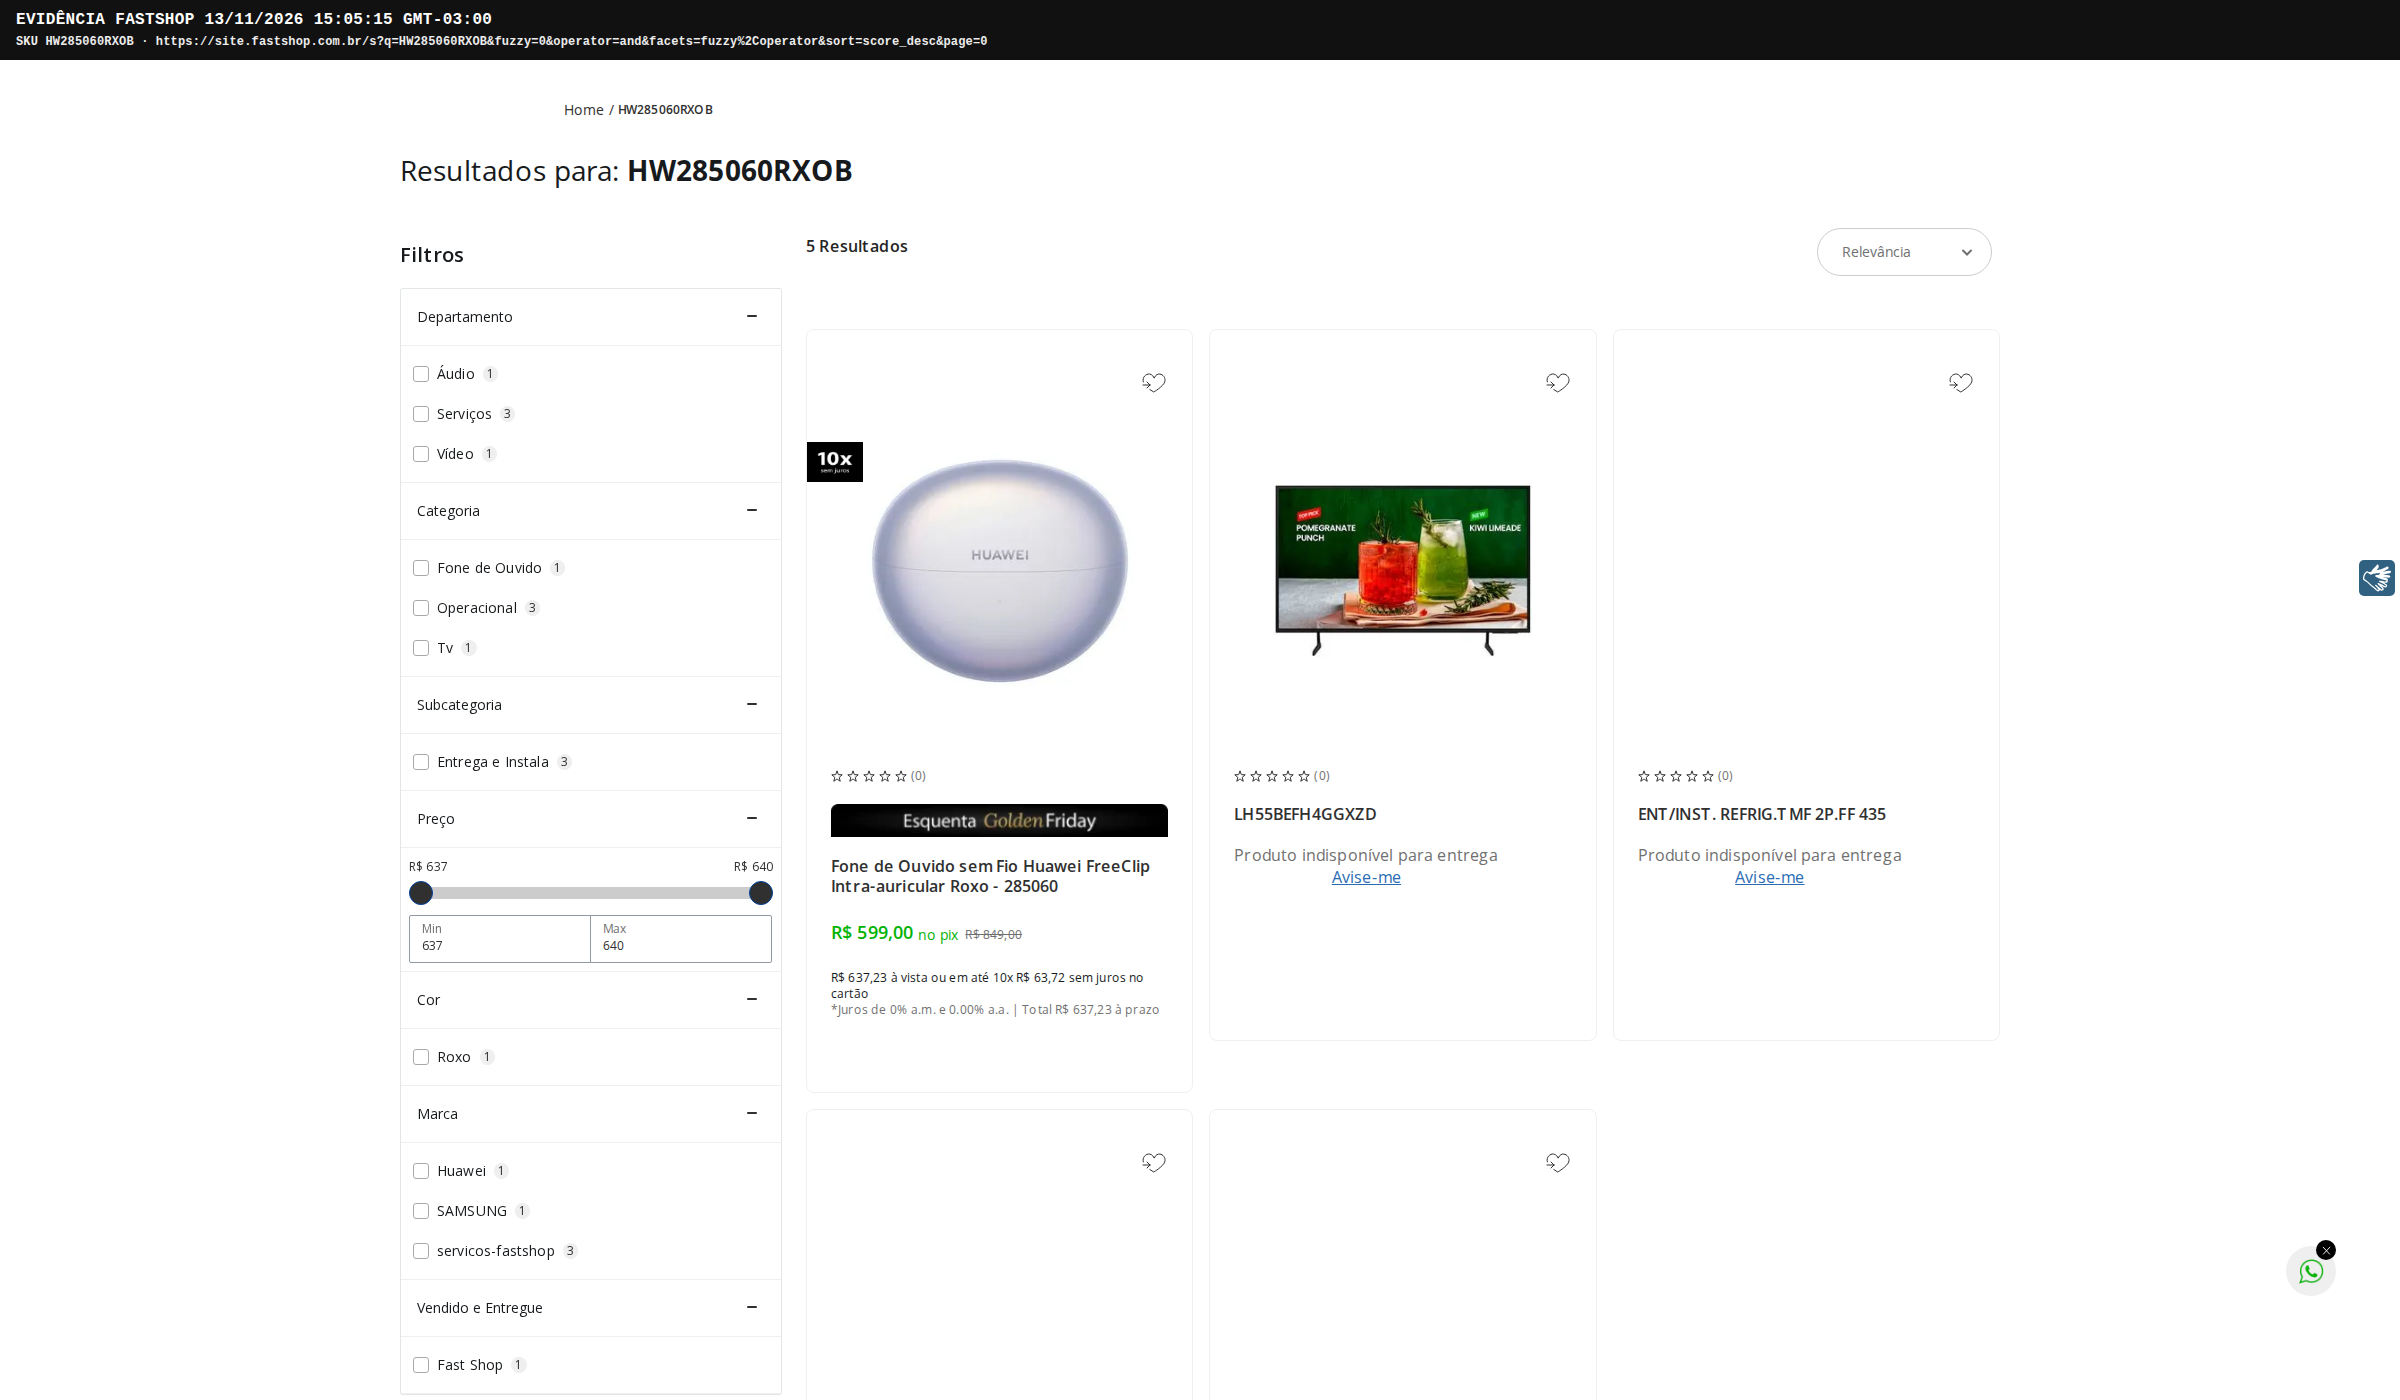 EVIDÊNCIA FASTSHOP 13/11/2026 15:05:15 GMT-03:00
SKU HW285060RXOB · https://site.fastshop.com.br/s?q=HW285060RXOB&fuzzy=0&operator=and&facets=fuzzy%2Coperator&sort=score_desc&page=0
Home / HW285060RXOB
Resultados para: HW285060RXOB
Filtros
5 Resultados
Relevância
Departamento
Áudio 1
Serviços 3
Vídeo 1
Categoria
Fone de Ouvido 1
Operacional 3
Tv 1
Subcategoria
Entrega e Instala 3
Preço
R$ 637
R$ 640
Min
637
Max
640
Cor
Roxo 1
Marca
Huawei 1
SAMSUNG 1
servicos-fastshop 3
Vendido e Entregue
Fast Shop 1
10x
sem juros
HUAWEI
(0)
Esquenta Golden Friday
Fone de Ouvido sem Fio Huawei FreeClip
Intra-auricular Roxo - 285060
R$ 599,00 no pix R$ 849,00
R$ 637,23 à vista ou em até 10x R$ 63,72 sem juros no
cartão
*Juros de 0% a.m. e 0.00% a.a. | Total R$ 637,23 à prazo
TOP PICK
POMEGRANATE
PUNCH
NEW
KIWI LIMEADE
(0)
LH55BEFH4GGXZD
Produto indisponível para entrega
Avise-me
(0)
ENT/INST. REFRIG.T MF 2P.FF 435
Produto indisponível para entrega
Avise-me